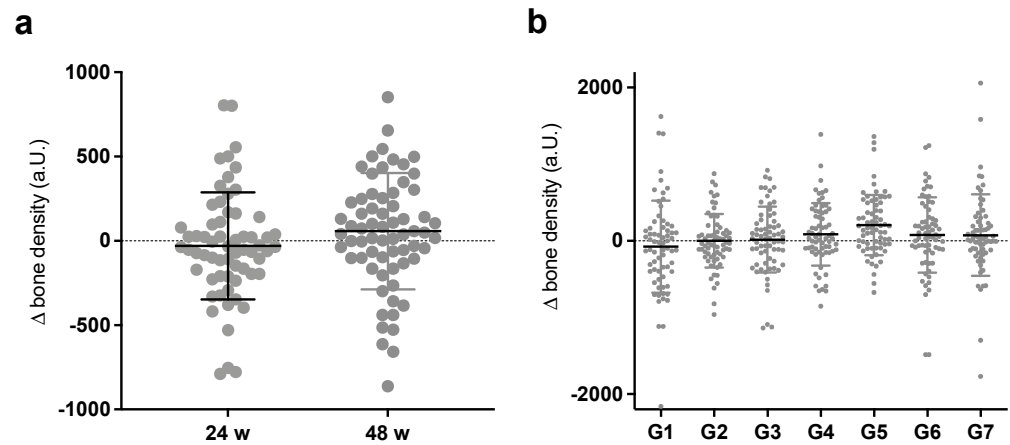 a
Δ bone density (a.U.)
1000
500
0
-500
-1000
24 w
48 w
b
Δ bone density (a.U.)
2000
0
-2000
G1
G2
G3
G4
G5
G6
G7